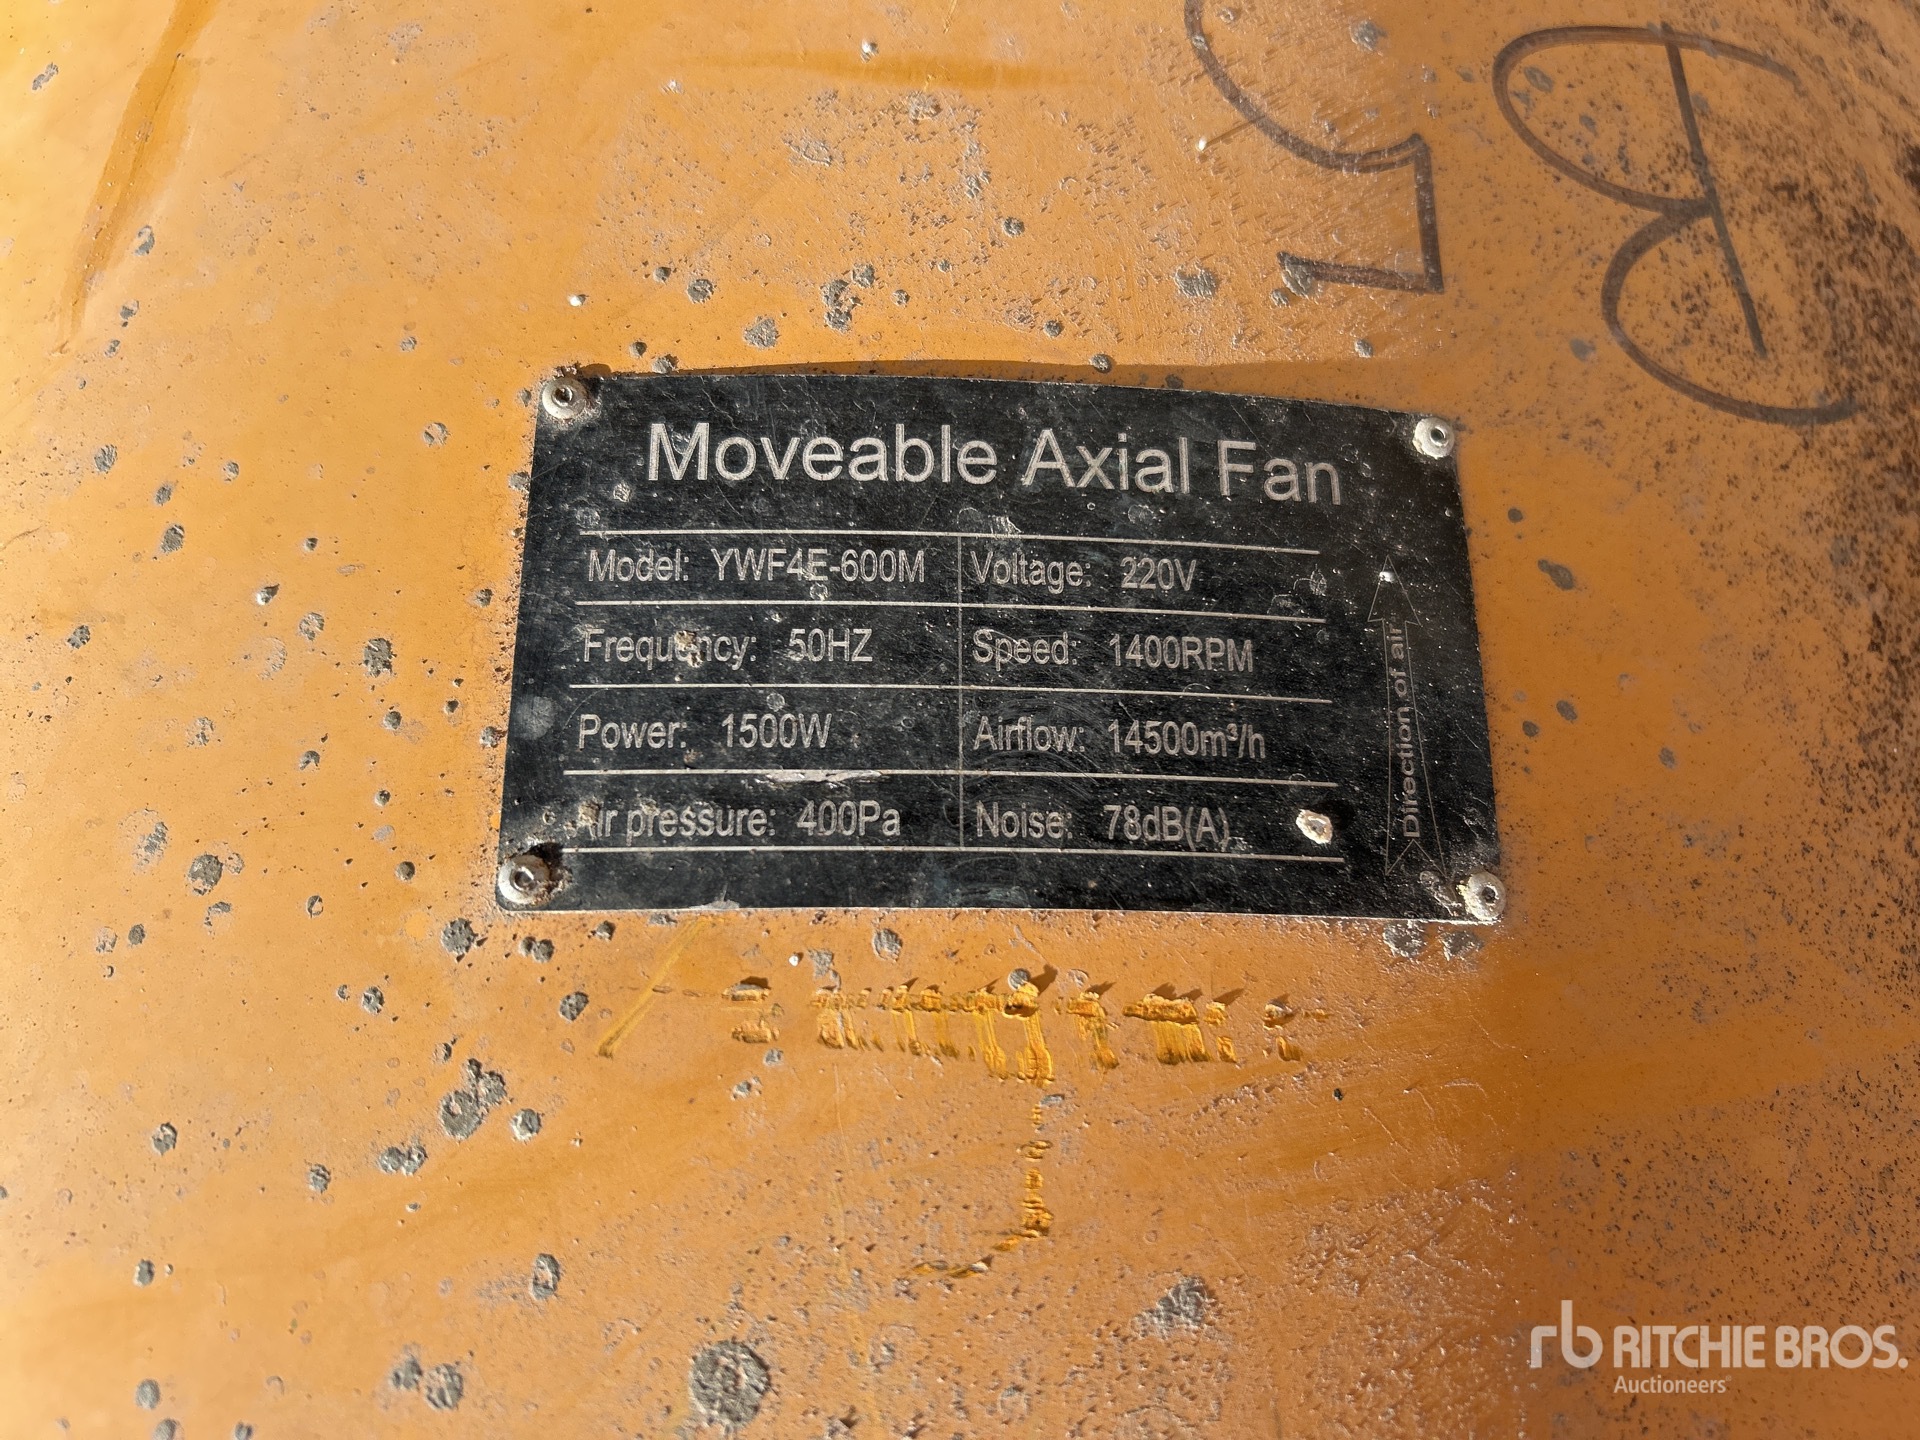 Moveable Axial Fan
Model: YWF4E-600M Voltage: 220V
Frequency: 50HZ Speed: 1400RPM
Power: 1500W Airflow: 14500m³/h
Air pressure: 400Pa Noise: 78dB(A)
Direction of air
rb RITCHIE BROS.
Auctioneers